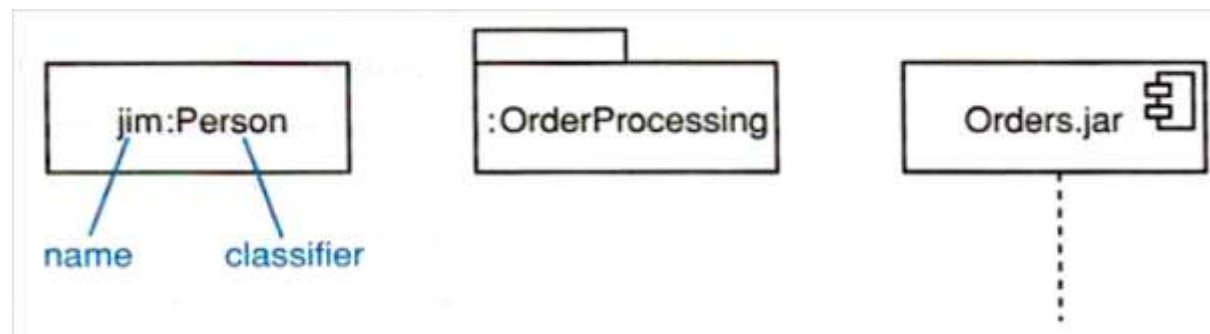 jim:Person
:OrderProcessing
Orders.jar
name
classifier